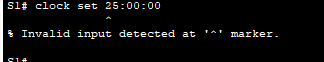 S1# clock set 25:00:00
^
% Invalid input detected at '^' marker.
S1#